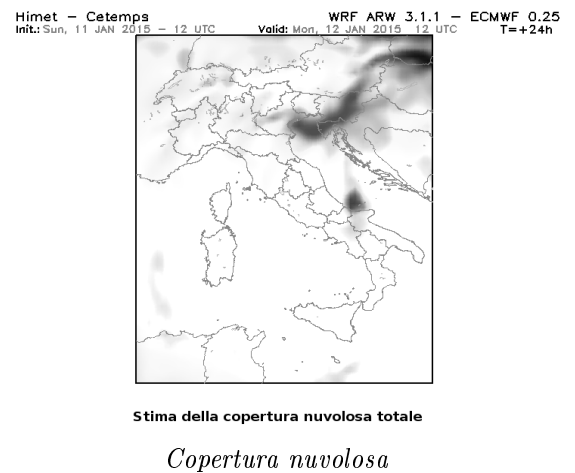 Himet – Cetemps WRF ARW 3.1.1 – ECMWF 0.25
Init.: Sun, 11 JAN 2015 – 12 UTC Valid: Mon, 12 JAN 2015 12 UTC T=+24h
Stima della copertura nuvolosa totale
Copertura nuvolosa